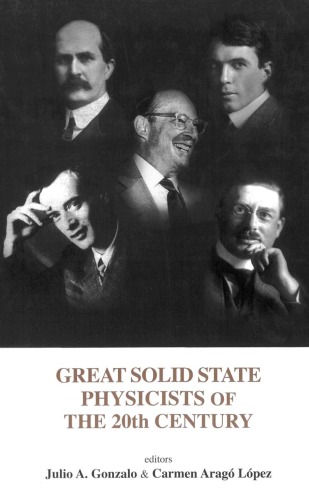 GREAT SOLID STATE
PHYSICISTS OF
THE 20th CENTURY
editors
Julio A. Gonzalo & Carmen Aragó López